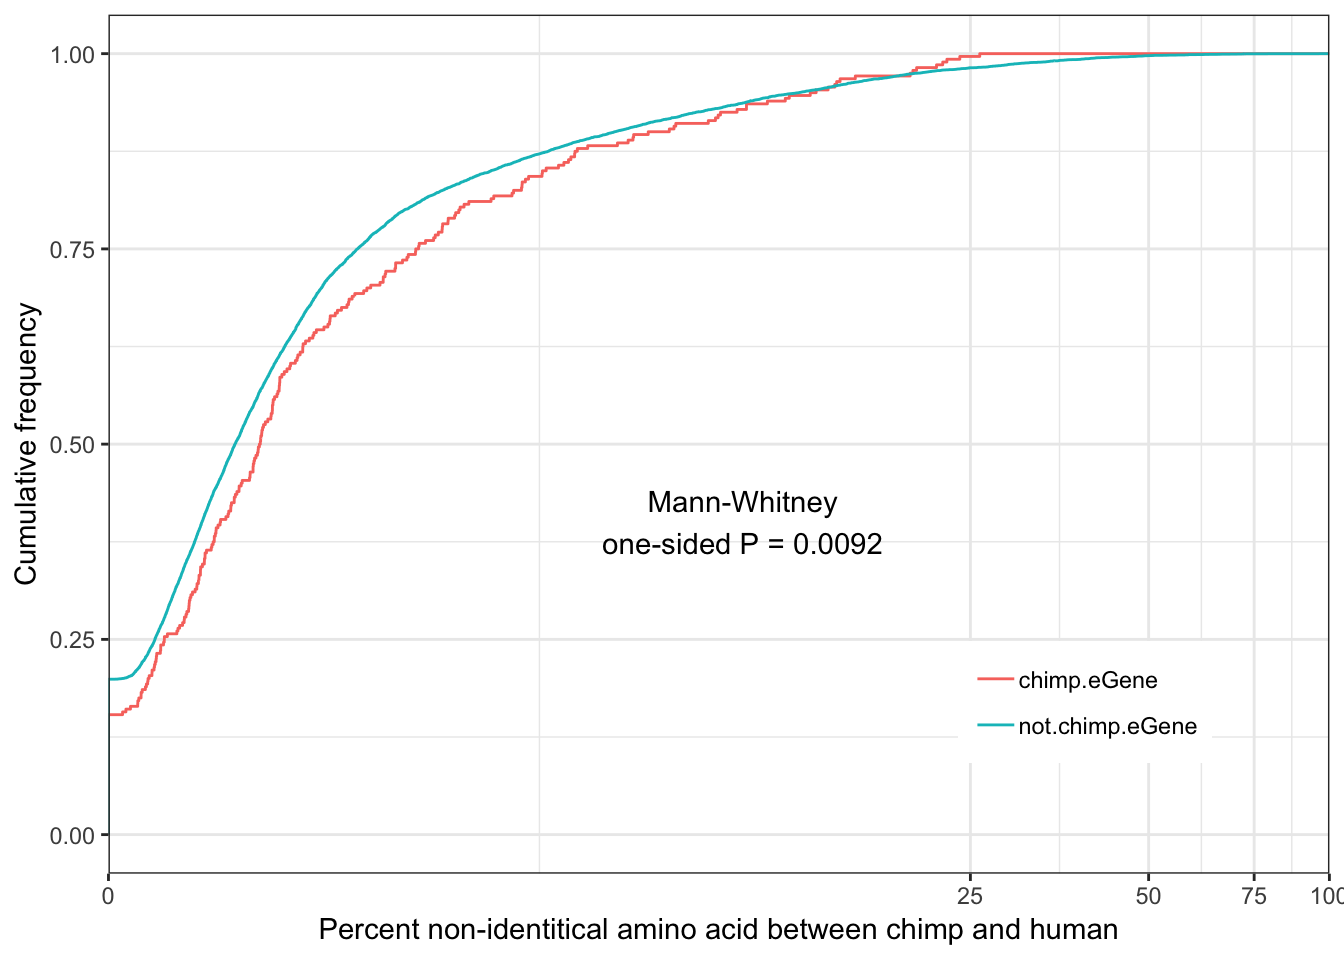 1.00
0.75
0.50
0.25
0.00
Cumulative frequency
Mann-Whitney
one-sided P = 0.0092
chimp.eGene
not.chimp.eGene
0 25 50 75 100
Percent non-identitical amino acid between chimp and human